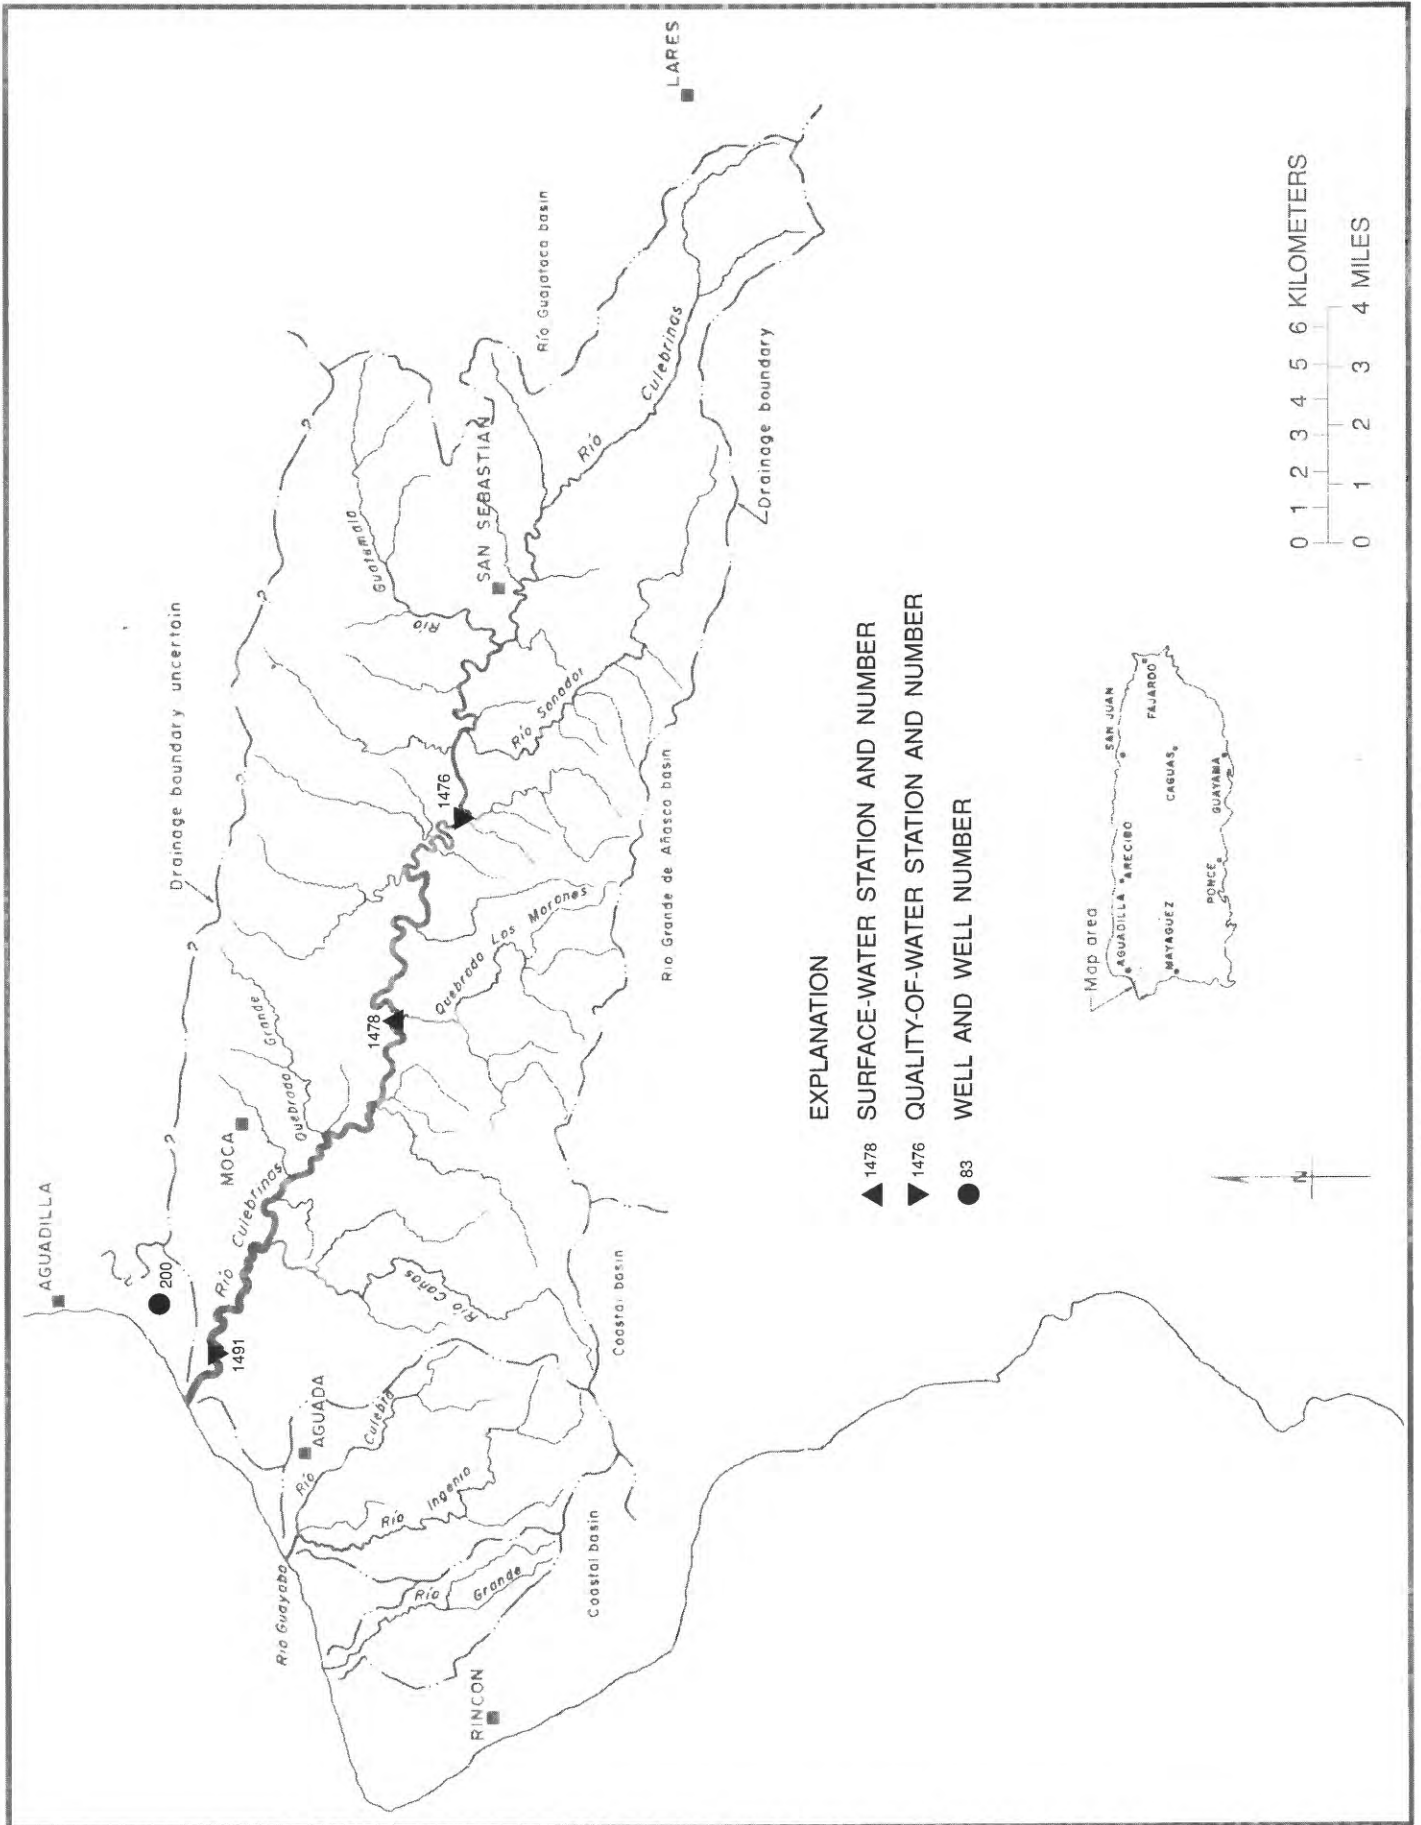 AGUADILLA
LARES
200
1491
Río Culebrinas
MOCA
Quebrada Grande
Drainage boundary uncertain
?
?
?
?
?
?
Río Guatemala
SAN SEBASTIAN
Río Guajataca basin
Río Culebrinas
Drainage boundary
1478
1476
Río Sonador
Quebrada Los Morones
Río Grande de Añasco basin
AGUADA
Río Culebra
Río Cañas
Coastal basin
Río Guayabo
Río Ingenio
Río Grande
Coastal basin
RINCON
EXPLANATION
1478 SURFACE-WATER STATION AND NUMBER
1476 QUALITY-OF-WATER STATION AND NUMBER
83 WELL AND WELL NUMBER
N
Map area
AGUADILLA
ARECIBO
SAN JUAN
FAJARDO
MAYAGUEZ
CAGUAS
PONCE
GUAYAMA
0 1 2 3 4 5 6 KILOMETERS
0 1 2 3 4 MILES